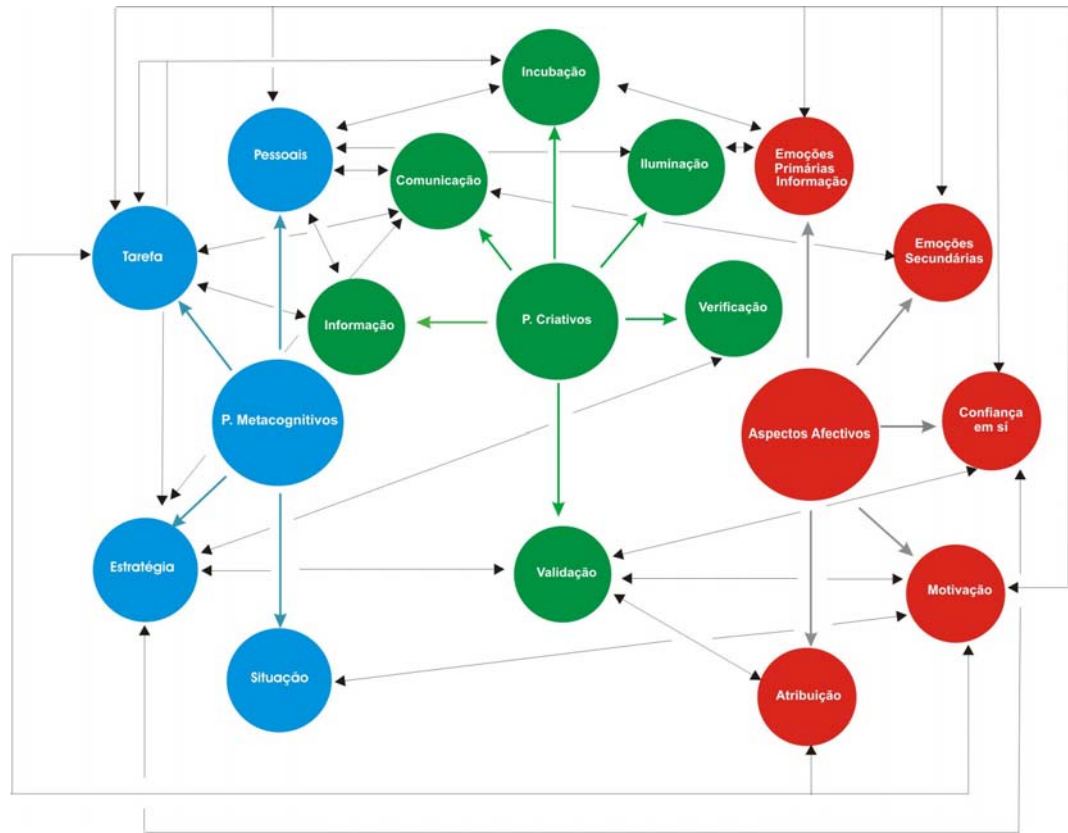 Incubação
Pessoais
Comunicação
Iluminação
Emoções
Primárias
Informação
Tarefa
Emoções
Secundárias
Informação
P. Criativos
Verificação
P. Metacognitivos
Aspectos Afectivos
Confiança
em sí
Estratégia
Validação
Motivação
Situação
Atribuição